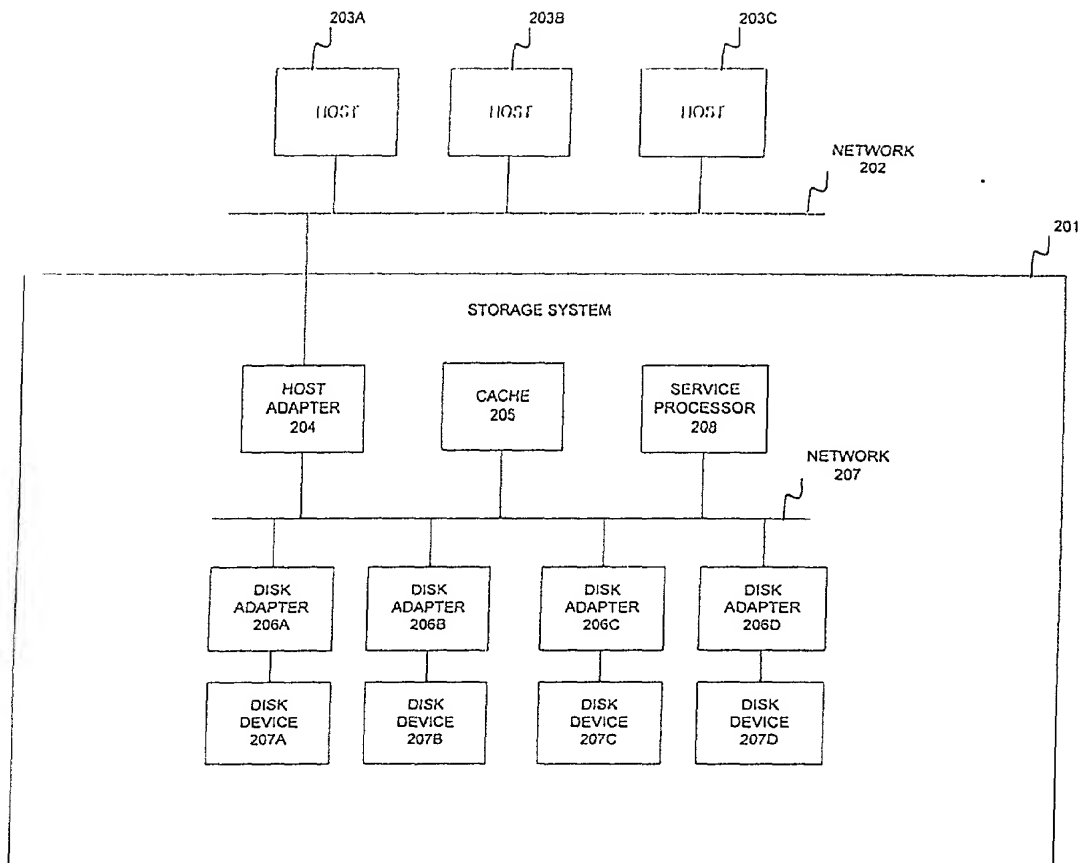 203A
203B
203C
HOST
HOST
HOST
NETWORK
202
201
STORAGE SYSTEM
HOST
ADAPTER
204
CACHE
205
SERVICE
PROCESSOR
208
NETWORK
207
DISK
ADAPTER
206A
DISK
ADAPTER
206B
DISK
ADAPTER
206C
DISK
ADAPTER
206D
DISK
DEVICE
207A
DISK
DEVICE
207B
DISK
DEVICE
207C
DISK
DEVICE
207D